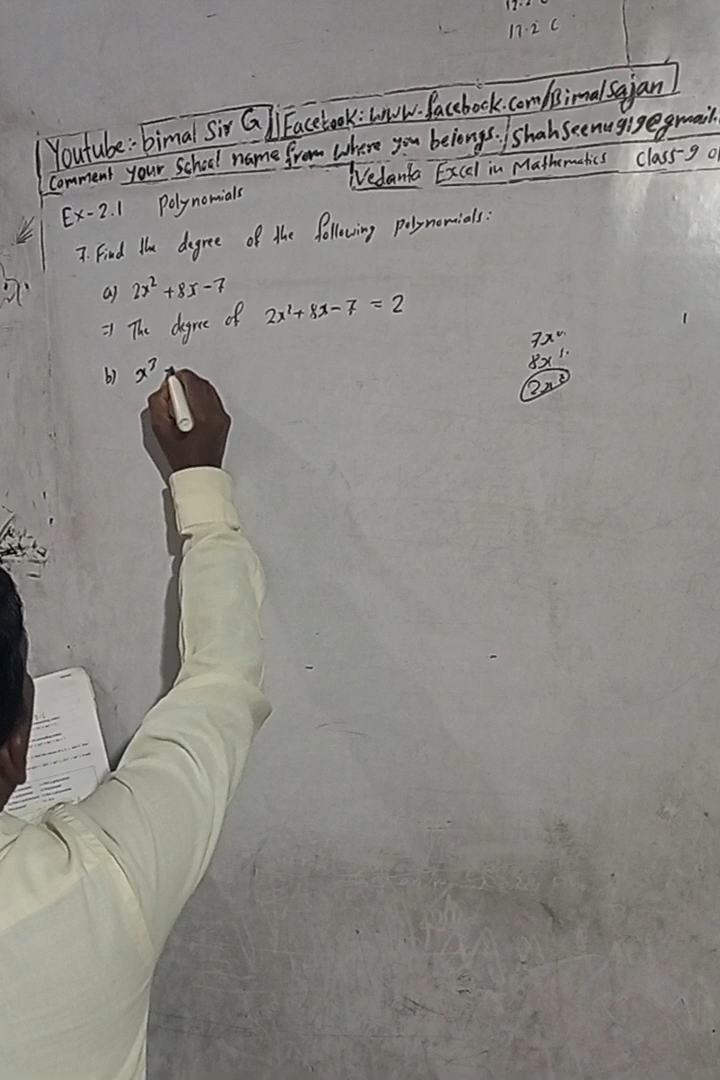 17.2 C
Youtube:- bimal Sir G || Facebook: www.facebook.com/Bimalsajan
Comment your School name from where you belongs. / Shahseenu919@gmail.
Vedanta Excel in Mathematics Class-9
Ex-2.1 Polynomials
7. Find the degree of the following polynomials:
a) 2x² + 8x - 7
⇒ The degree of 2x² + 8x - 7 = 2
b) x³
7x⁰
8x¹
2x²